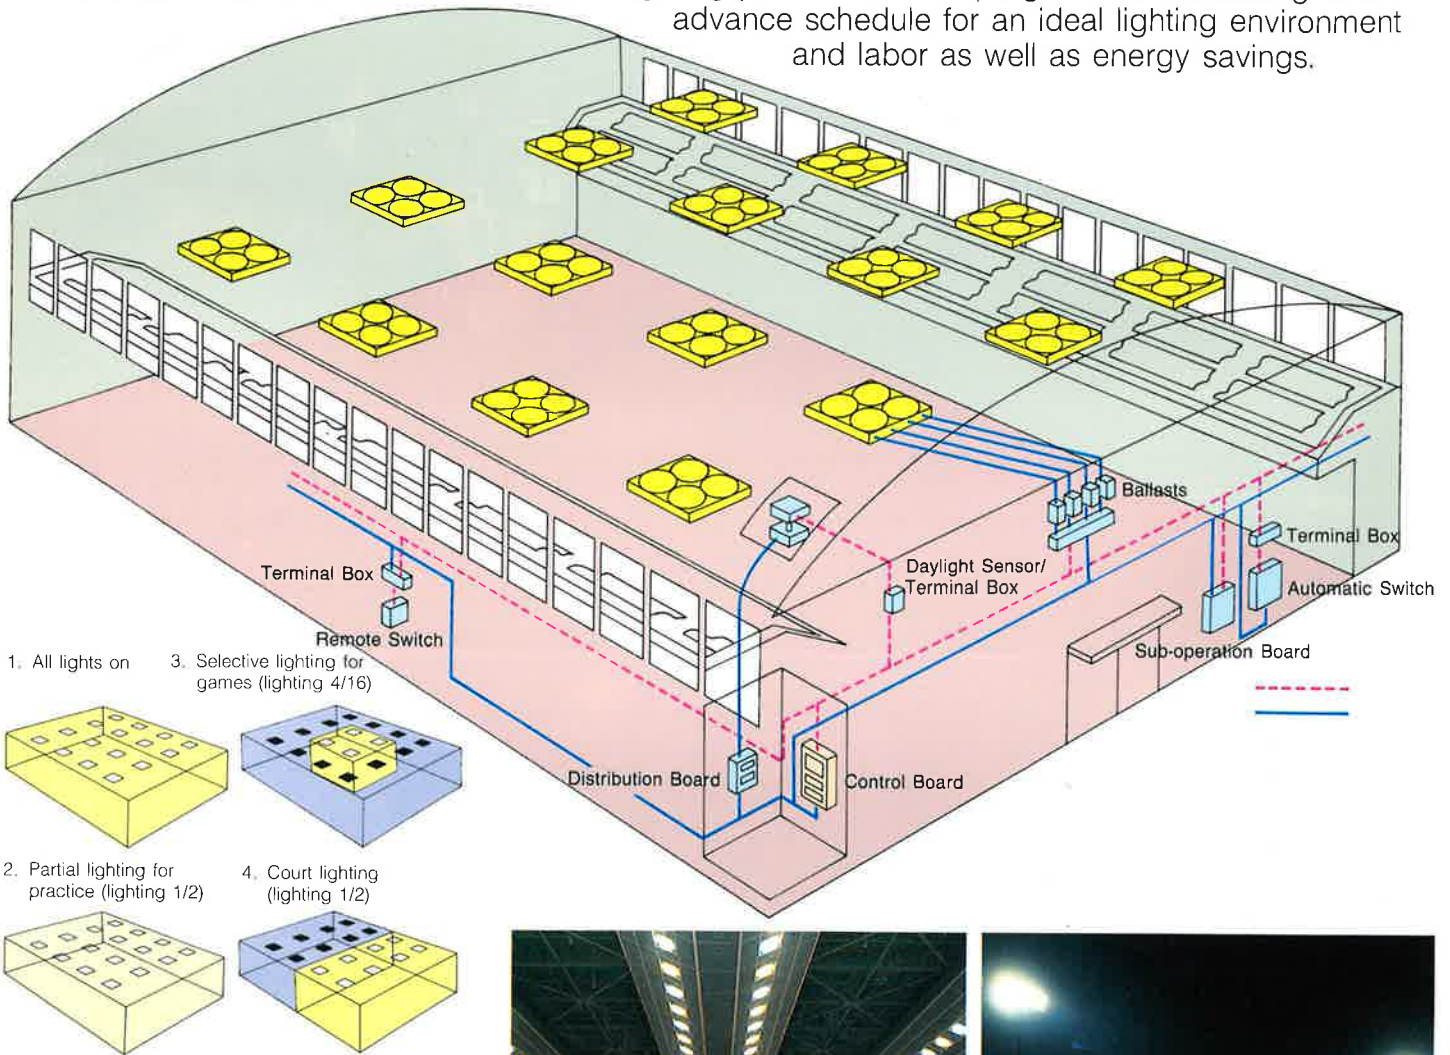 advance schedule for an ideal lighting environment
and labor as well as energy savings.
Ballasts
Terminal Box
Daylight Sensor/
Terminal Box
Automatic Switch
Terminal Box
Remote Switch
Sub-operation Board
Distribution Board
Control Board
1. All lights on
3. Selective lighting for
games (lighting 4/16)
2. Partial lighting for
practice (lighting 1/2)
4. Court lighting
(lighting 1/2)